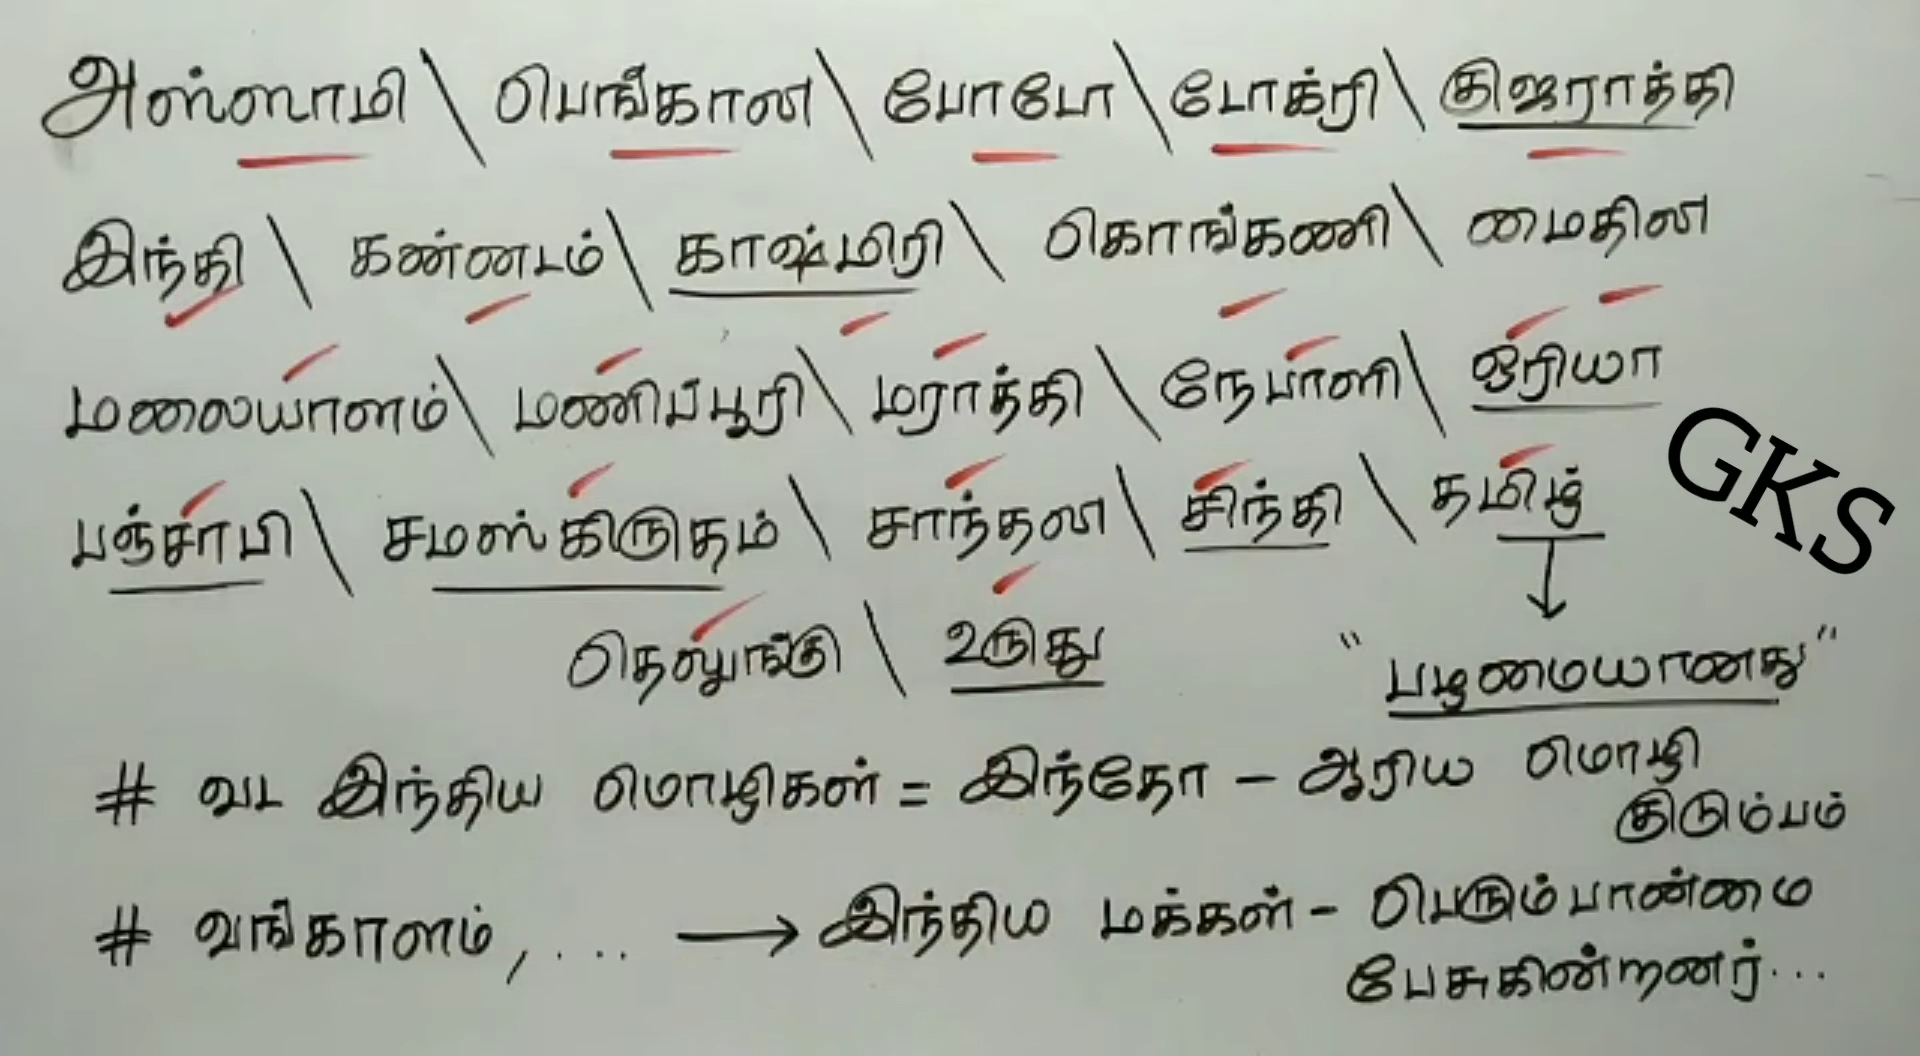 அஸ்ஸாமி \ பெங்காலி \ போடோ \ டோக்ரி \ குஜராத்தி
இந்தி \ கன்னடம் \ காஷ்மிரி \ கொங்கணி \ மைதிலி
மலையாளம் \ மணிப்பூரி \ மராத்தி \ நேபாளி \ ஒரியா
GKS
பஞ்சாபி \ சமஸ்கிருதம் \ சாந்தலி \ சிந்தி \ தமிழ்
தெலுங்கு \ உருது
"பழமையானது"
# வட இந்திய மொழிகள் = இந்தோ – ஆரிய மொழி
குடும்பம்
# வங்காளம், ... → இந்திய மக்கள் – பெரும்பான்மை
பேசுகின்றனர்...